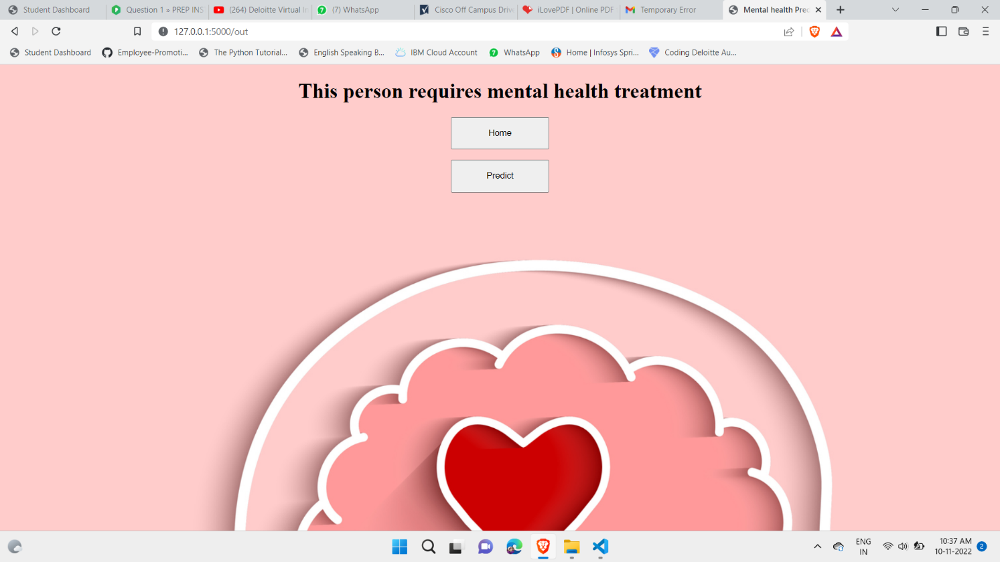 Student Dashboard
Question 1 » PREP INS
(264) Deloitte Virtual In
(7) WhatsApp
Cisco Off Campus Drive
iLovePDF | Online PDF
Temporary Error
Mental health Pred
127.0.0.1:5000/out
Student Dashboard
Employee-Promoti...
The Python Tutorial...
English Speaking B...
IBM Cloud Account
WhatsApp
Home | Infosys Spri...
Coding Deloitte Au...
This person requires mental health treatment
Home
Predict
ENG
IN
10:37 AM
10-11-2022
2